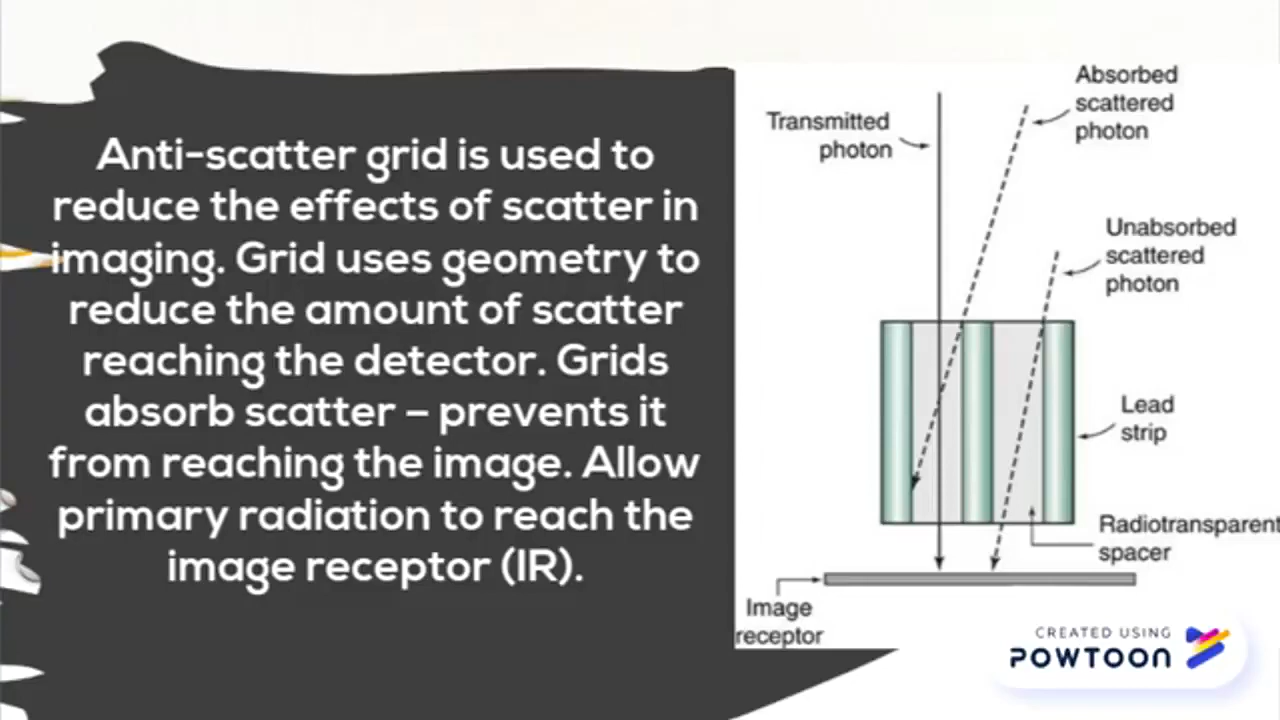 Anti-scatter grid is used to
reduce the effects of scatter in
imaging. Grid uses geometry to
reduce the amount of scatter
reaching the detector. Grids
absorb scatter – prevents it
from reaching the image. Allow
primary radiation to reach the
image receptor (IR).
Absorbed
scattered
photon
Transmitted
photon
Unabsorbed
scattered
photon
Lead
strip
Radiotransparent
spacer
Image
receptor
CREATED USING
POWTOON